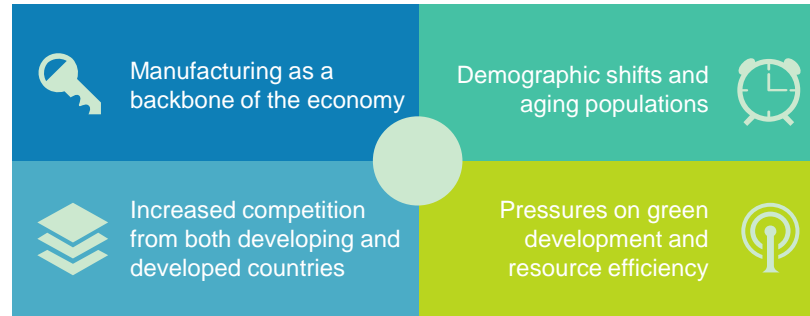 Manufacturing as a
backbone of the economy
Demographic shifts and
aging populations
Increased competition
from both developing and
developed countries
Pressures on green
development and
resource efficiency